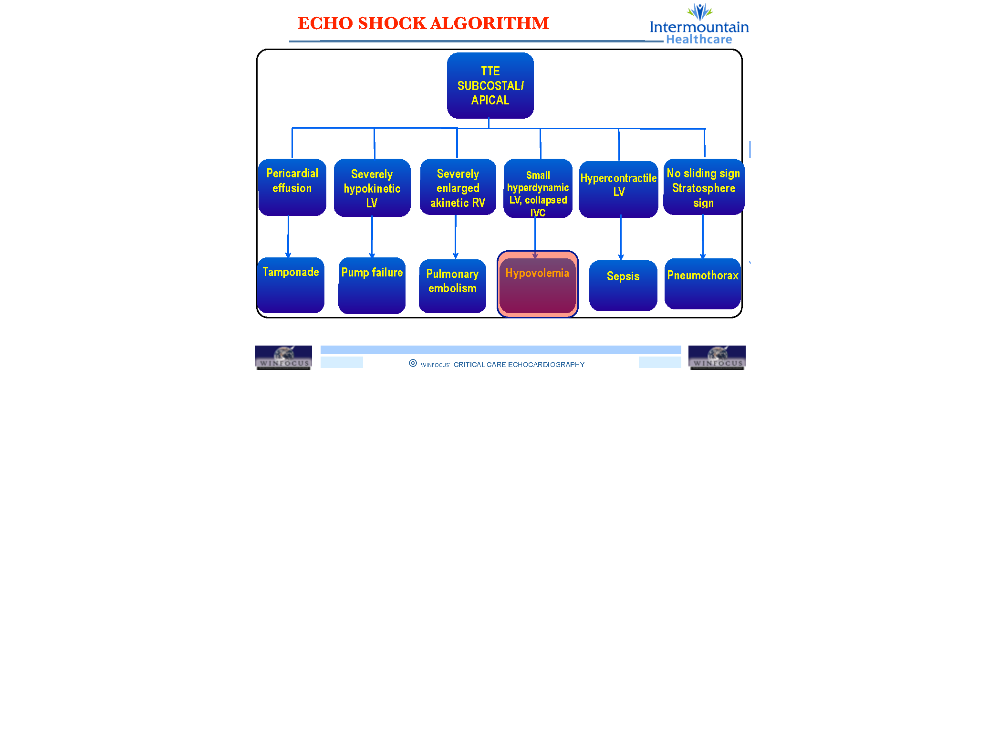 ECHO SHOCK ALGORITHM
Intermountain
Healthcare
TTE
SUBCOSTAL/
APICAL
Pericardial
effusion
Severely
hypokinetic
LV
Severely
enlarged
akinetic RV
Small
hyperdynamic
LV, collapsed
IVC
Hypercontractile
LV
No sliding sign
Stratosphere
sign
Tamponade
Pump failure
Pulmonary
embolism
Hypovolemia
Sepsis
Pneumothorax
WINFOCUS
© WINFOCUS' CRITICAL CARE ECHOCARDIOGRAPHY
WINFOCUS